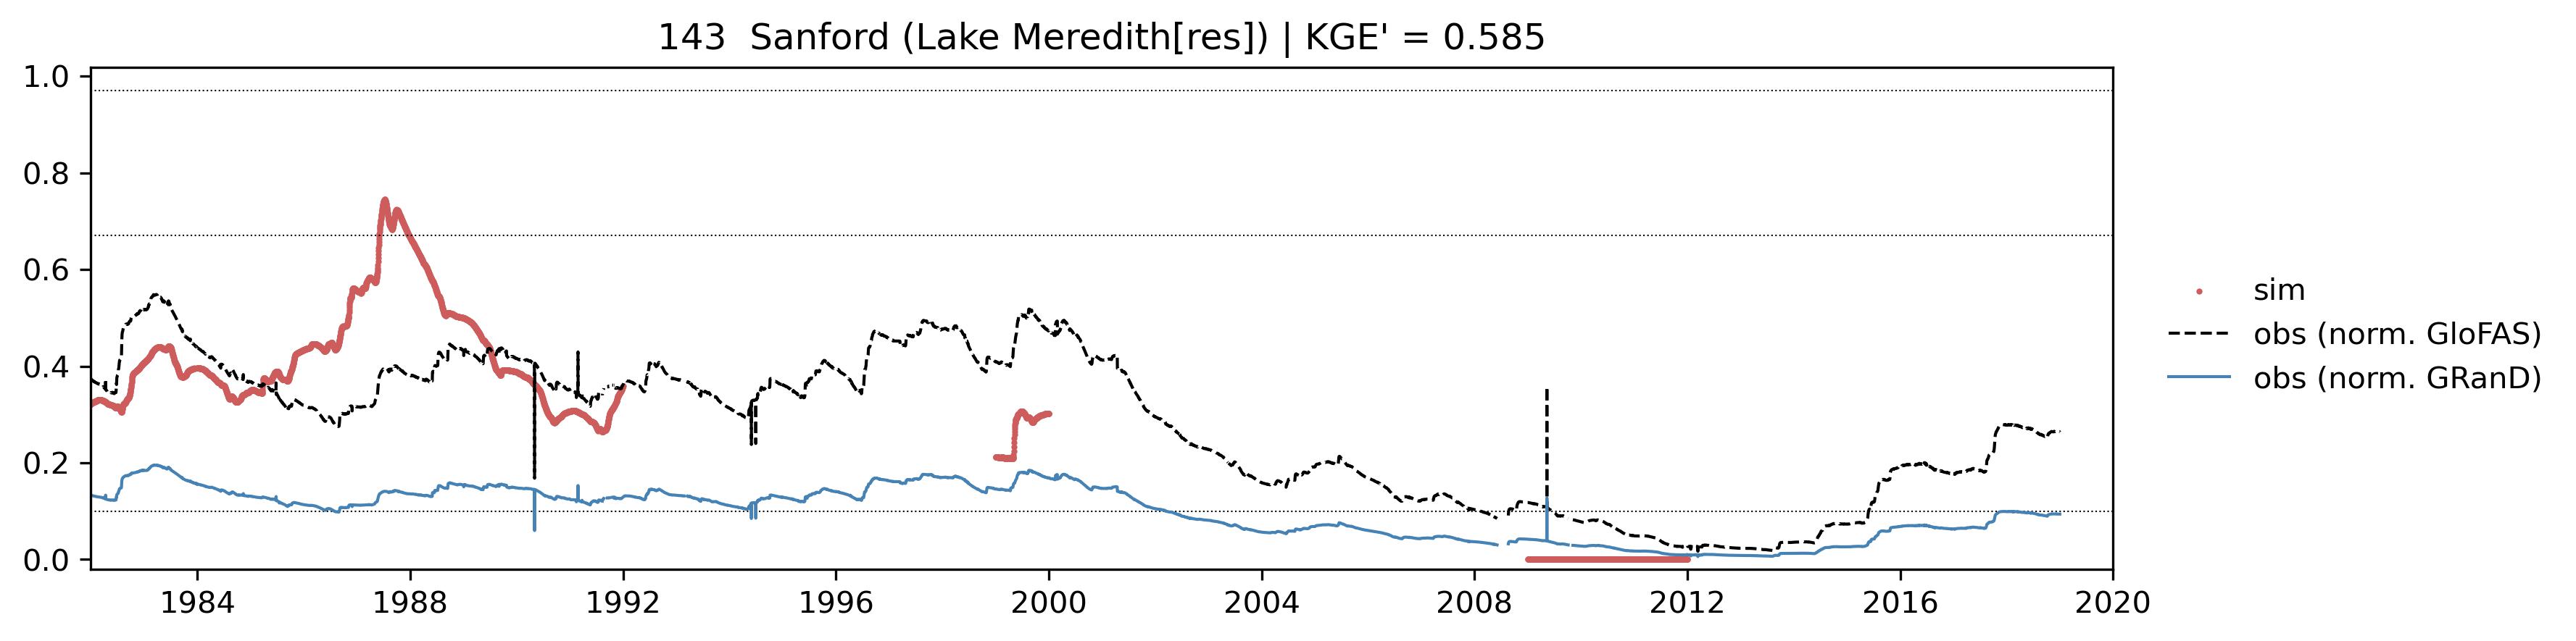 143  Sanford (Lake Meredith[res]) | KGE' = 0.585
1.0
0.8
0.6
0.4
0.2
0.0
1984 1988 1992 1996 2000 2004 2008 2012 2016 2020
sim
obs (norm. GloFAS)
obs (norm. GRanD)